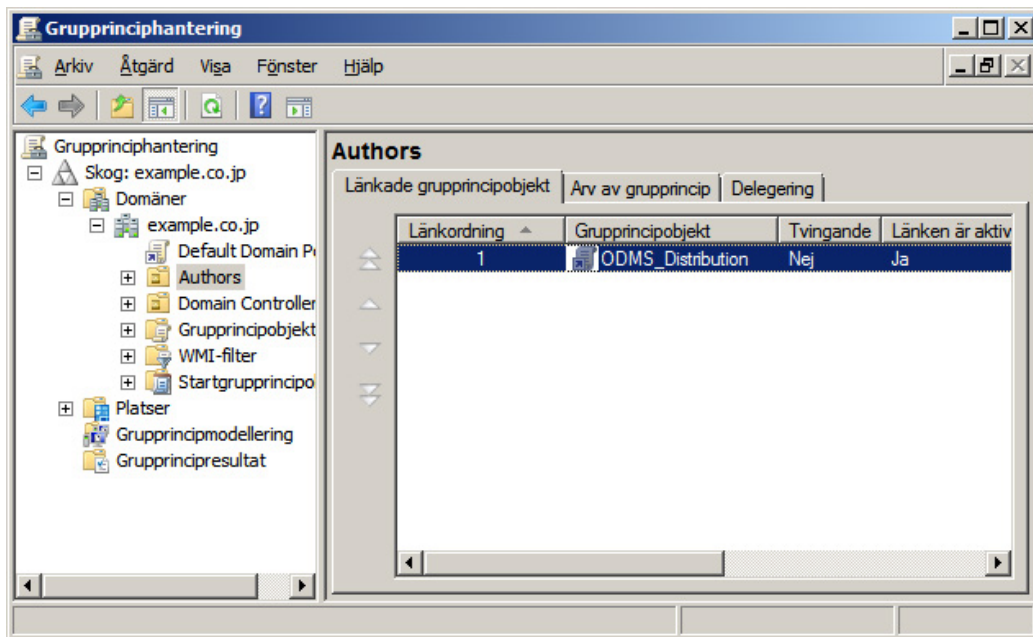 Grupprinciphantering
Arkiv Åtgärd Visa Fönster Hjälp
Grupprinciphantering
Skog: example.co.jp
Domäner
example.co.jp
Default Domain P
Authors
Domain Controller
Grupprincipobjekt
WMI-filter
Startgrupprincipo
Platser
Grupprincipmodellering
Grupprincipresultat
Authors
Länkade grupprincipobjekt Arv av grupprincip Delegering
Länkordning Grupprincipobjekt Tvingande Länken är aktiv
1 ODMS_Distribution Nej Ja